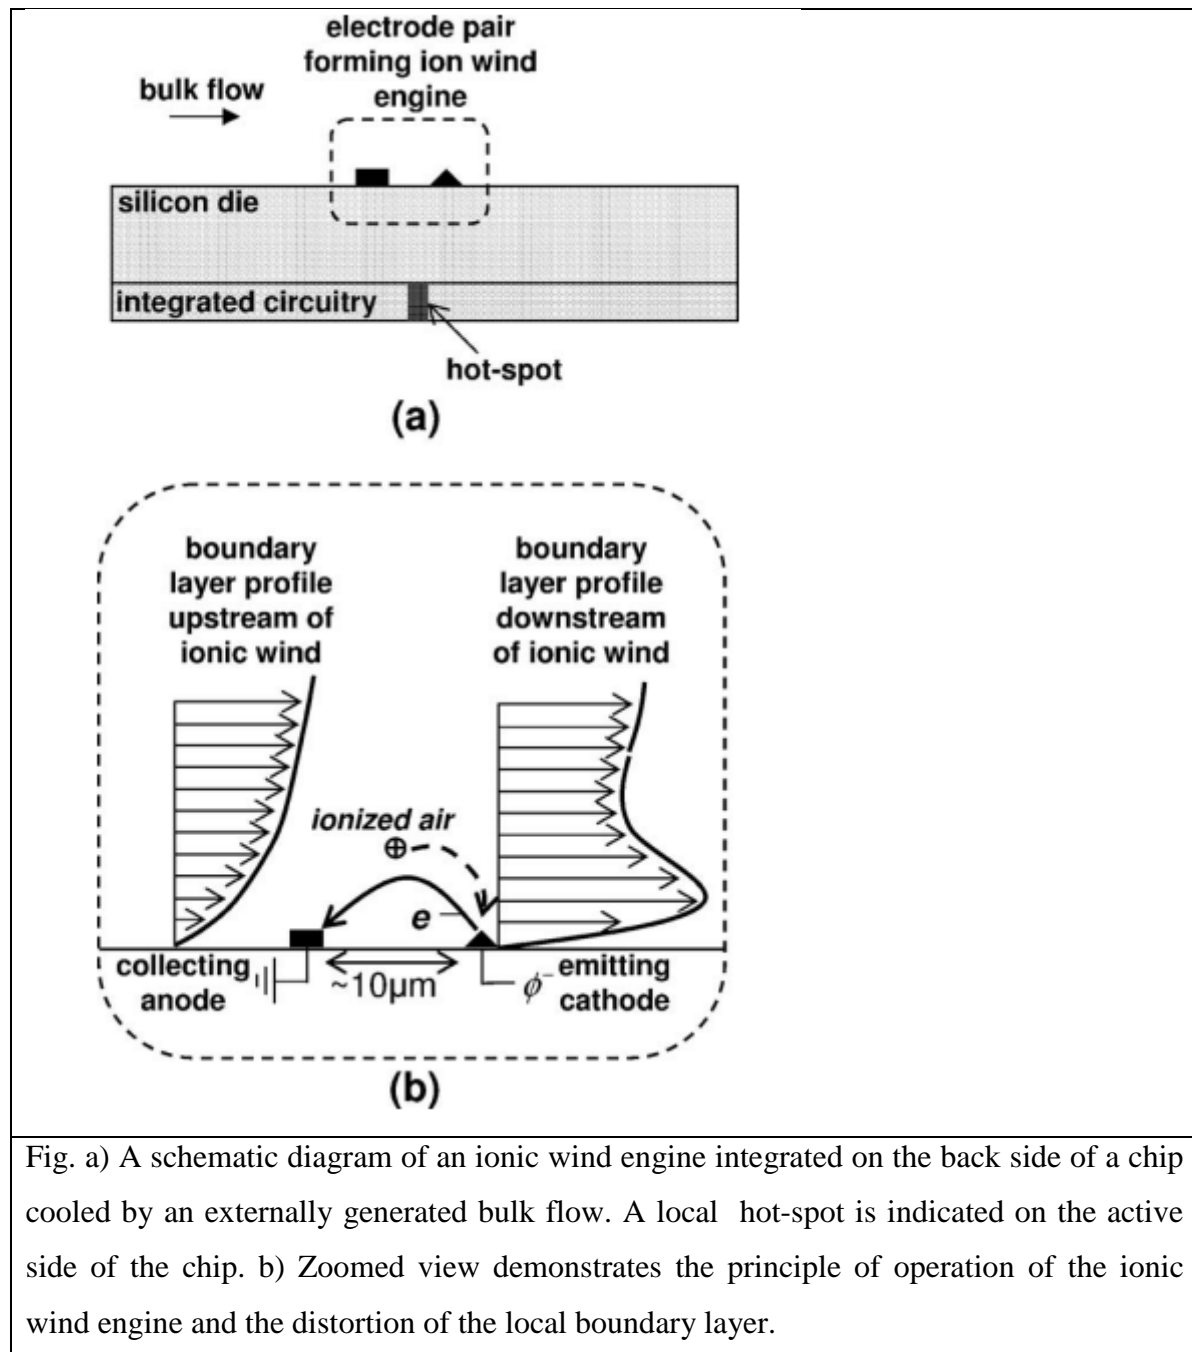 electrode pair
forming ion wind
engine
bulk flow
silicon die
integrated circuitry
hot-spot
(a)
boundary
layer profile
upstream of
ionic wind
boundary
layer profile
downstream
of ionic wind
ionized air
⊕
e
collecting
anode
~10µm
ϕ⁻
emitting
cathode
(b)
Fig. a) A schematic diagram of an ionic wind engine integrated on the back side of a chip
cooled by an externally generated bulk flow. A local hot-spot is indicated on the active
side of the chip. b) Zoomed view demonstrates the principle of operation of the ionic
wind engine and the distortion of the local boundary layer.